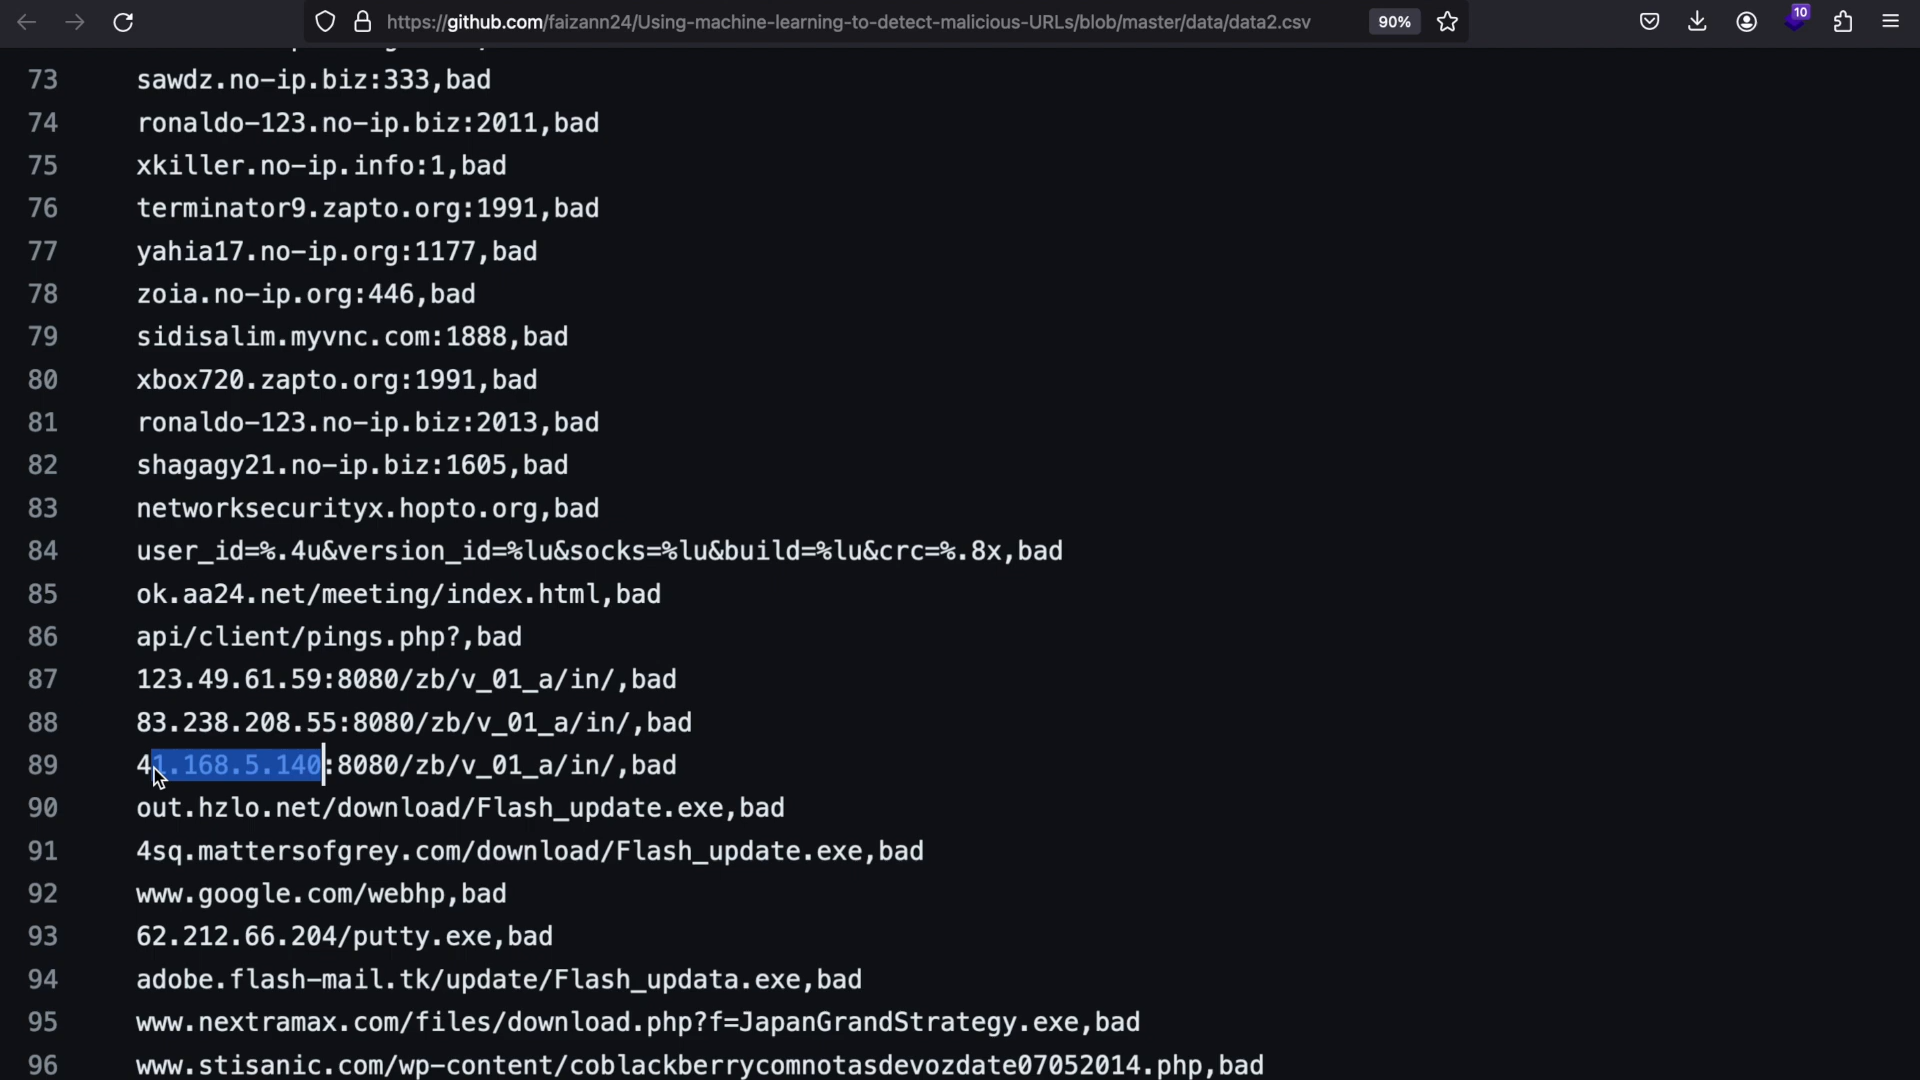 https://github.com/faizann24/Using-machine-learning-to-detect-malicious-URLs/blob/master/data/data2.csv 90% 10
73 sawdz.no-ip.biz:333,bad
74 ronaldo-123.no-ip.biz:2011,bad
75 xkiller.no-ip.info:1,bad
76 terminator9.zapto.org:1991,bad
77 yahia17.no-ip.org:1177,bad
78 zoia.no-ip.org:446,bad
79 sidisalim.myvnc.com:1888,bad
80 xbox720.zapto.org:1991,bad
81 ronaldo-123.no-ip.biz:2013,bad
82 shagagy21.no-ip.biz:1605,bad
83 networksecurityx.hopto.org,bad
84 user_id=%.4u&version_id=%lu&socks=%lu&build=%lu&crc=%.8x,bad
85 ok.aa24.net/meeting/index.html,bad
86 api/client/pings.php?,bad
87 123.49.61.59:8080/zb/v_01_a/in/,bad
88 83.238.208.55:8080/zb/v_01_a/in/,bad
89 41.168.5.140:8080/zb/v_01_a/in/,bad
90 out.hzlo.net/download/Flash_update.exe,bad
91 4sq.mattersofgrey.com/download/Flash_update.exe,bad
92 www.google.com/webhp,bad
93 62.212.66.204/putty.exe,bad
94 adobe.flash-mail.tk/update/Flash_updata.exe,bad
95 www.nextramax.com/files/download.php?f=JapanGrandStrategy.exe,bad
96 www.stisanic.com/wp-content/coblackberrycomnotasdevozdate07052014.php,bad